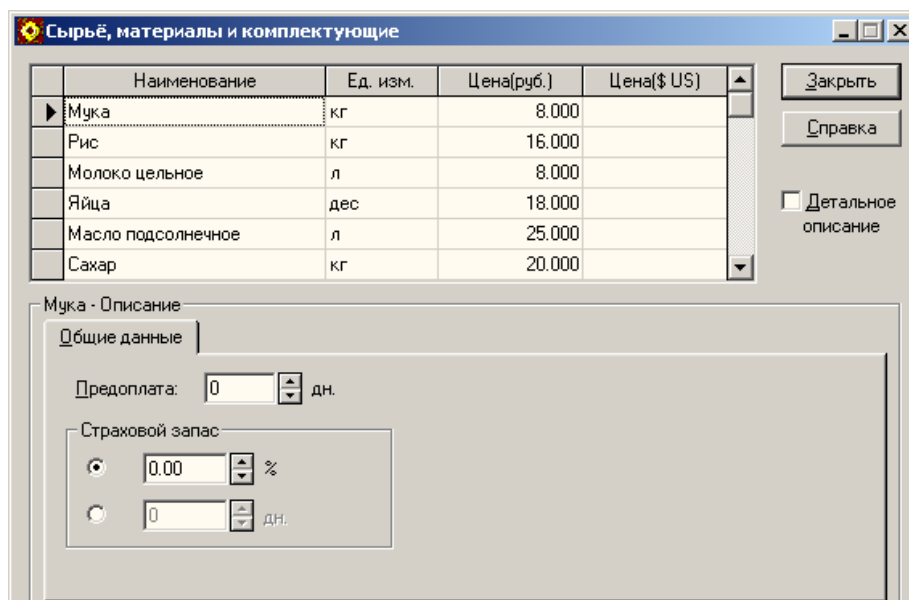 Сырьё, материалы и комплектующие
Наименование Ед. изм. Цена(руб.) Цена($ US)
Мука кг 8.000
Рис кг 16.000
Молоко цельное л 8.000
Яйца дес 18.000
Масло подсолнечное л 25.000
Сахар кг 20.000
Закрыть
Справка
Детальное
описание
Мука - Описание
Общие данные
Предоплата: 0 дн.
Страховой запас
0.00 %
0 дн.